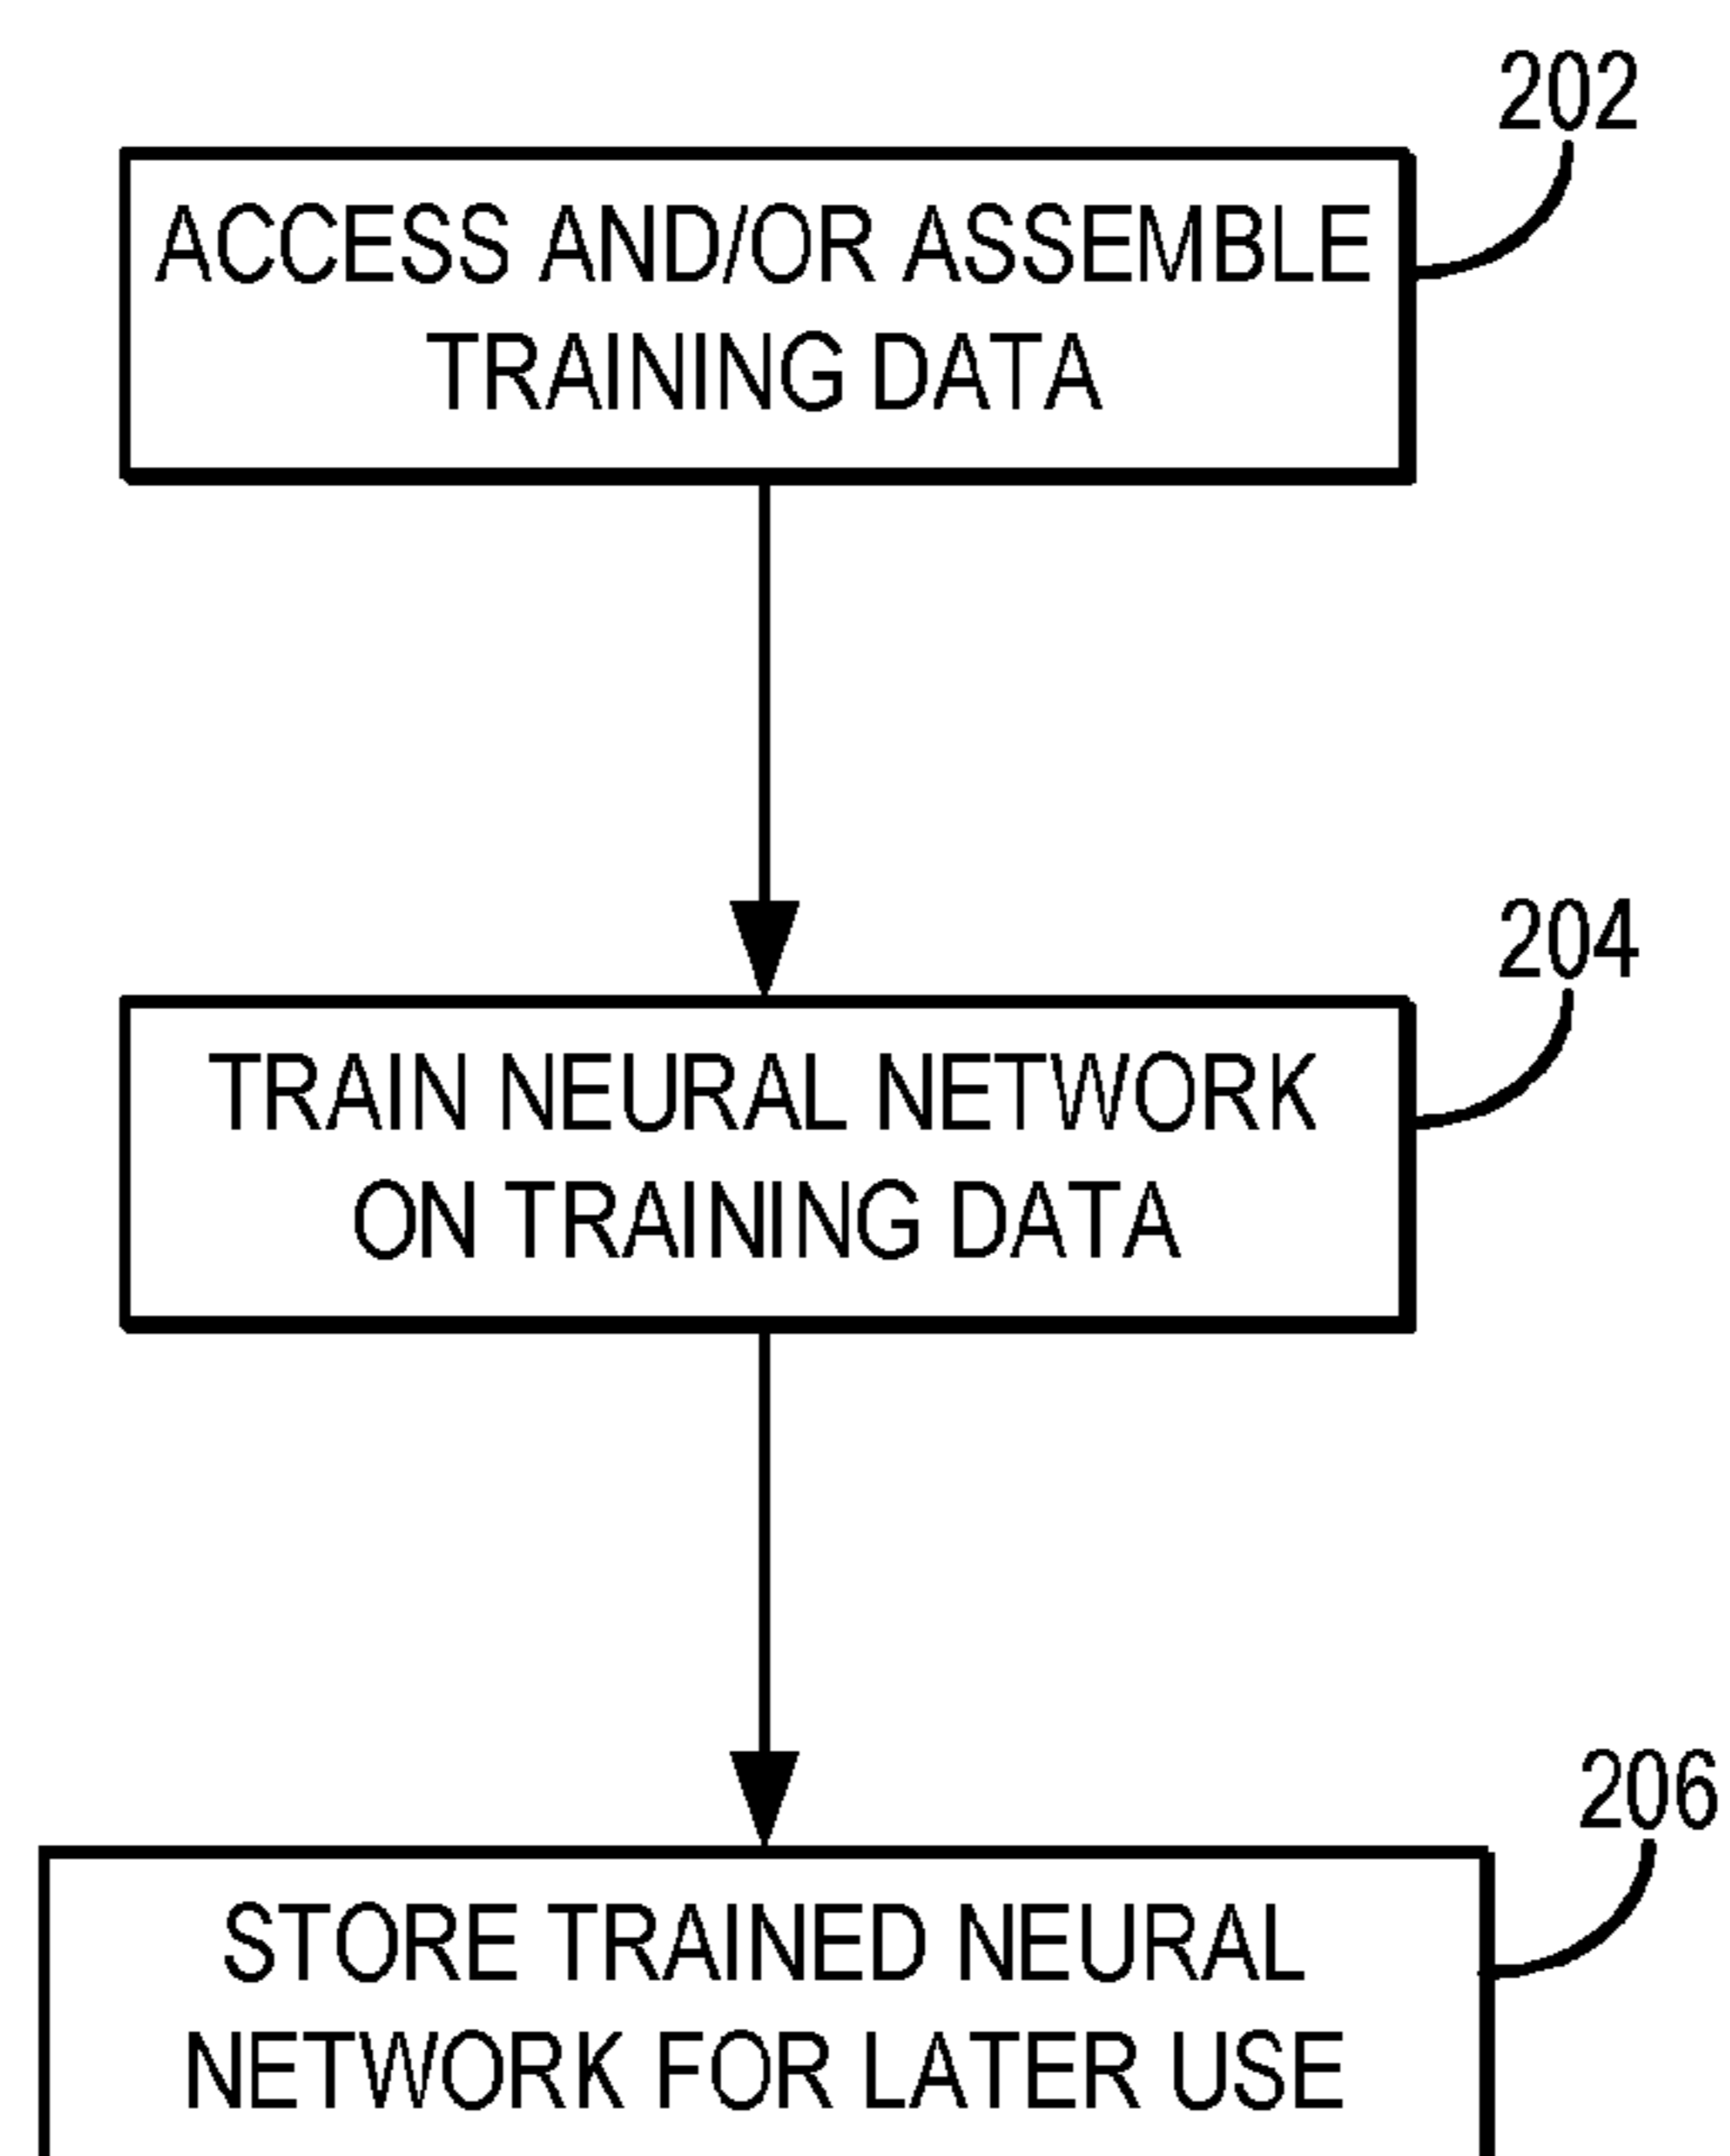 202
ACCESS AND/OR ASSEMBLE
TRAINING DATA
204
TRAIN NEURAL NETWORK
ON TRAINING DATA
206
STORE TRAINED NEURAL
NETWORK FOR LATER USE